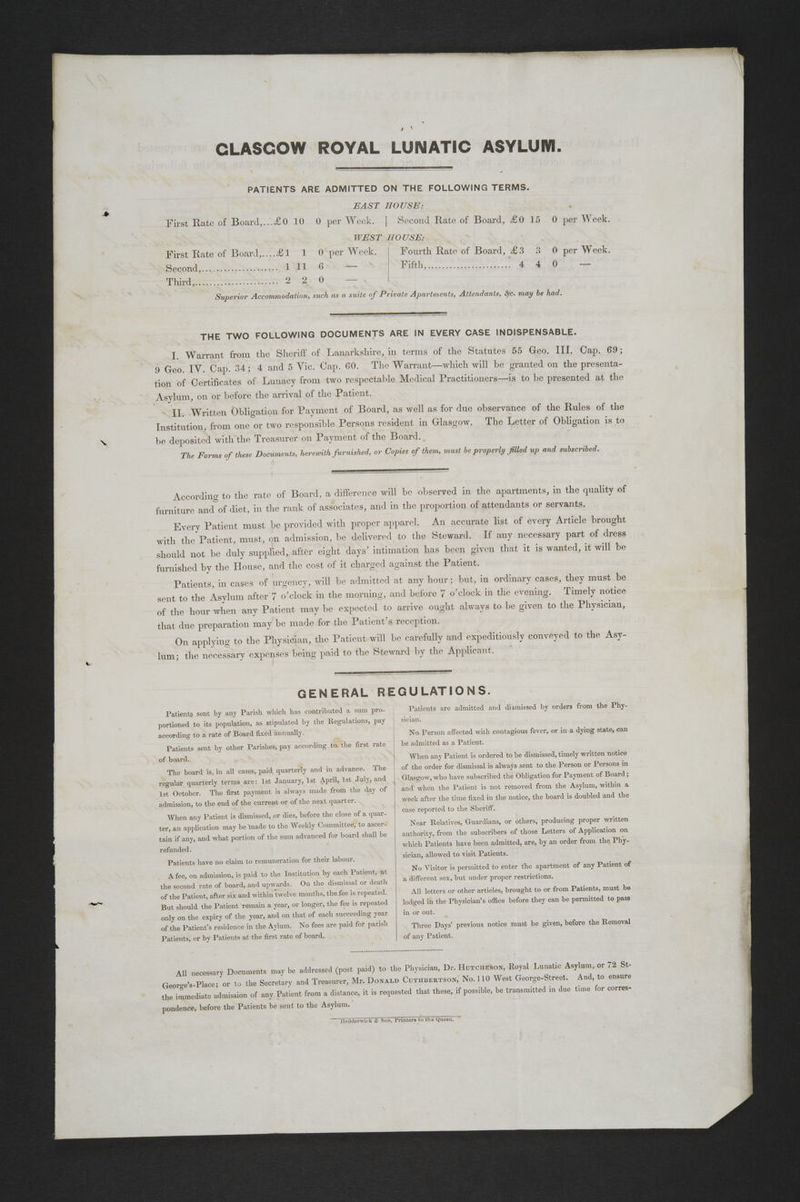 GLASGOW ROYAL LUNATIC ASYLUM.
PATIENTS ARE ADMITTED ON THE FOLLOWING TERMS.
EAST HOUSE:
First Rate of Board,...£0 10 0 per Week. | Second Rate of Board, £0 15 0 per Week.
WEST HOUSE:
First Rate of Board,....£1 1 0 per Week. | Fourth Rate of Board, £3 3 0 per Week.
Second,....................... 1 11 6 — | Fifth,........................ 4 4 0 —
Third,........................ 2 2 0 —
Superior Accommodation, such as a suite of Private Apartments, Attendants, &c. may be had.
THE TWO FOLLOWING DOCUMENTS ARE IN EVERY CASE INDISPENSABLE.
I. Warrant from the Sheriff of Lanarkshire, in terms of the Statutes 55 Geo. III. Cap. 69;
9 Geo. IV. Cap. 34; 4 and 5 Vic. Cap. 60. The Warrant—which will be granted on the presenta-
tion of Certificates of Lunacy from two respectable Medical Practitioners—is to be presented at the
Asylum, on or before the arrival of the Patient.
II. Written Obligation for Payment of Board, as well as for due observance of the Rules of the
Institution, from one or two responsible Persons resident in Glasgow. The Letter of Obligation is to
be deposited with the Treasurer on Payment of the Board.
The Forms of these Documents, herewith furnished, or Copies of them, must be properly filled up and subscribed.
According to the rate of Board, a difference will be observed in the apartments, in the quality of
furniture and of diet, in the rank of associates, and in the proportion of attendants or servants.
Every Patient must be provided with proper apparel. An accurate list of every Article brought
with the Patient, must, on admission, be delivered to the Steward. If any necessary part of dress
should not be duly supplied, after eight days' intimation has been given that it is wanted, it will be
furnished by the House, and the cost of it charged against the Patient.
Patients, in cases of urgency, will be admitted at any hour; but, in ordinary cases, they must be
sent to the Asylum after 7 o'clock in the morning, and before 7 o'clock in the evening. Timely notice
of the hour when any Patient may be expected to arrive ought always to be given to the Physician,
that due preparation may be made for the Patient's reception.
On applying to the Physician, the Patient will be carefully and expeditiously conveyed to the Asy-
lum; the necessary expenses being paid to the Steward by the Applicant.
GENERAL REGULATIONS.
Patients sent by any Parish which has contributed a sum pro-
portioned to its population, as stipulated by the Regulations, pay
according to a rate of Board fixed annually.
Patients sent by other Parishes, pay according to the first rate
of board.
The board is, in all cases, paid quarterly and in advance. The
regular quarterly terms are: 1st January, 1st April, 1st July, and
1st October. The first payment is always made from the day of
admission, to the end of the current or of the next quarter.
When any Patient is dismissed, or dies, before the close of a quar-
ter, an application may be made to the Weekly Committee, to ascer-
tain if any, and what portion of the sum advanced for board shall be
refunded.
Patients have no claim to remuneration for their labour.
A fee, on admission, is paid to the Institution by each Patient, at
the second rate of board, and upwards. On the dismissal or death
of the Patient, after six and within twelve months, the fee is repeated.
But should the Patient remain a year, or longer, the fee is repeated
only on the expiry of the year, and on that of each succeeding year
of the Patient's residence in the Aylum. No fees are paid for parish
Patients, or by Patients at the first rate of board.
Patients are admitted and dismissed by orders from the Phy-
sician.
No Person affected with contagious fever, or in a dying state, can
be admitted as a Patient.
When any Patient is ordered to be dismissed, timely written notice
of the order for dismissal is always sent to the Person or Persons in
Glasgow, who have subscribed the Obligation for Payment of Board;
and when the Patient is not removed from the Asylum, within a
week after the time fixed in the notice, the board is doubled and the
case reported to the Sheriff.
Near Relatives, Guardians, or others, producing proper written
authority, from the subscribers of those Letters of Application on
which Patients have been admitted, are, by an order from the Phy-
sician, allowed to visit Patients.
No Visitor is permitted to enter the apartment of any Patient of
a different sex, but under proper restrictions.
All letters or other articles, brought to or from Patients, must be
lodged in the Physician's office before they can be permitted to pass
in or out.
Three Days' previous notice must be given, before the Removal
of any Patient.
All necessary Documents may be addressed (post paid) to the Physician, Dr. HUTCHESON, Royal Lunatic Asylum, or 72 St-
George's-Place; or to the Secretary and Treasurer, Mr. DONALD CUTHBERTSON, No. 110 West George-Street. And, to ensure
the immediate admission of any Patient from a distance, it is requested that these, if possible, be transmitted in due time for corres-
pondence, before the Patients be sent to the Asylum.
Hedderwick & Son, Printers to the Queen.